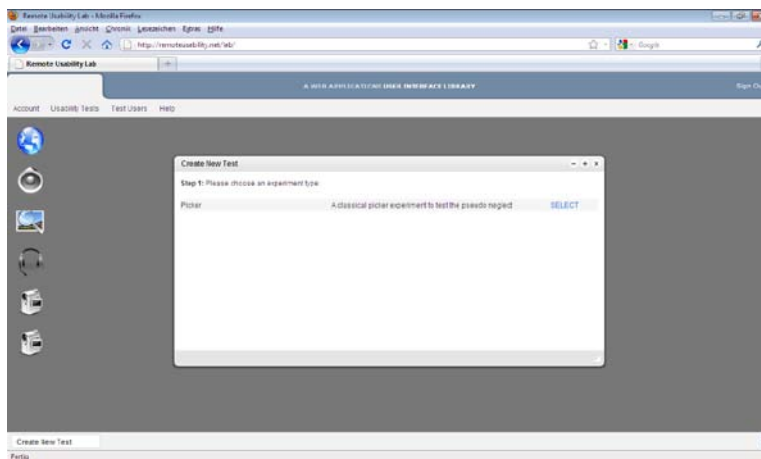 Remote Usability Lab - Mozilla Firefox
Datei Bearbeiten Ansicht Chronik Lesezeichen Extras Hilfe
http://remoteusability.net/lab/
Google
Remote Usability Lab
A WEB APPLICATIONS USER INTERFACE LIBRARY
Sign
Account Usability Tests Test Users Help
Create New Test
Step 1: Please choose an experiment type:
Picker A classical picker experiment to test the pseudo neglect SELECT
Create New Test
Fertig